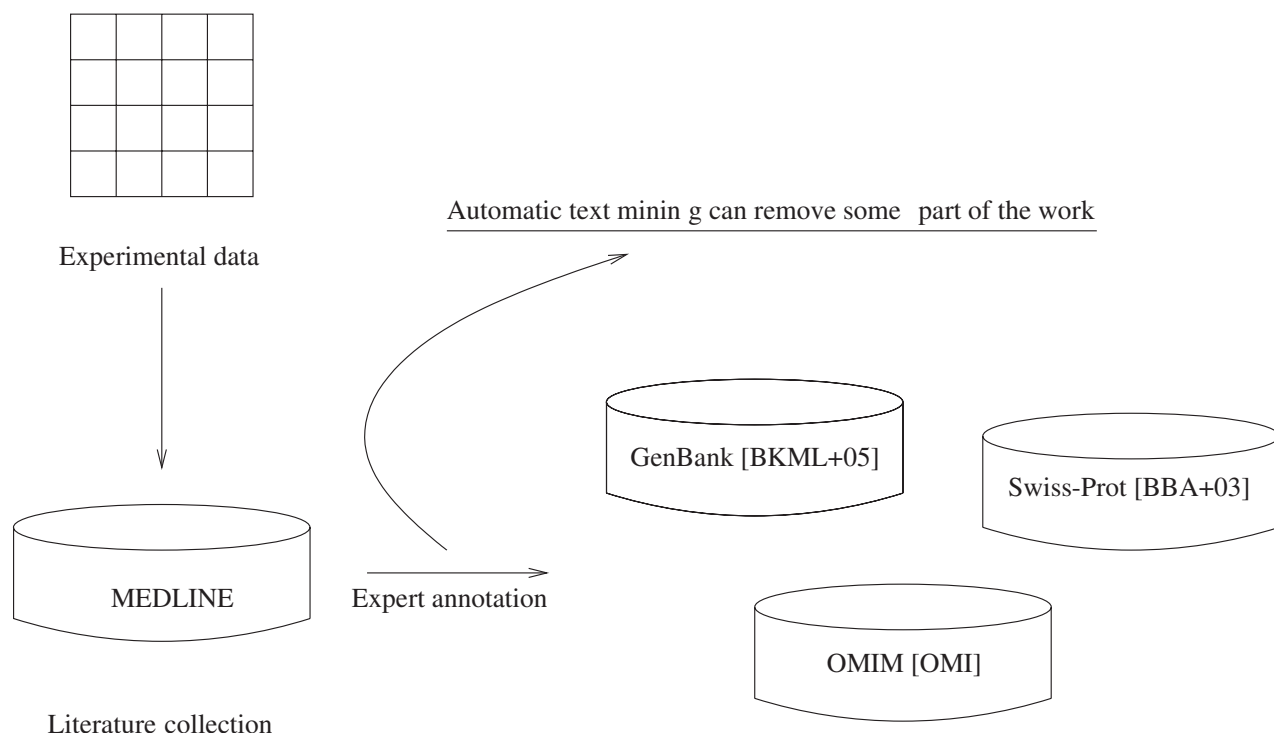 Automatic text minin g can remove some part of the work
Experimental data
GenBank [BKML+05]
Swiss-Prot [BBA+03]
MEDLINE
Expert annotation
OMIM [OMI]
Literature collection